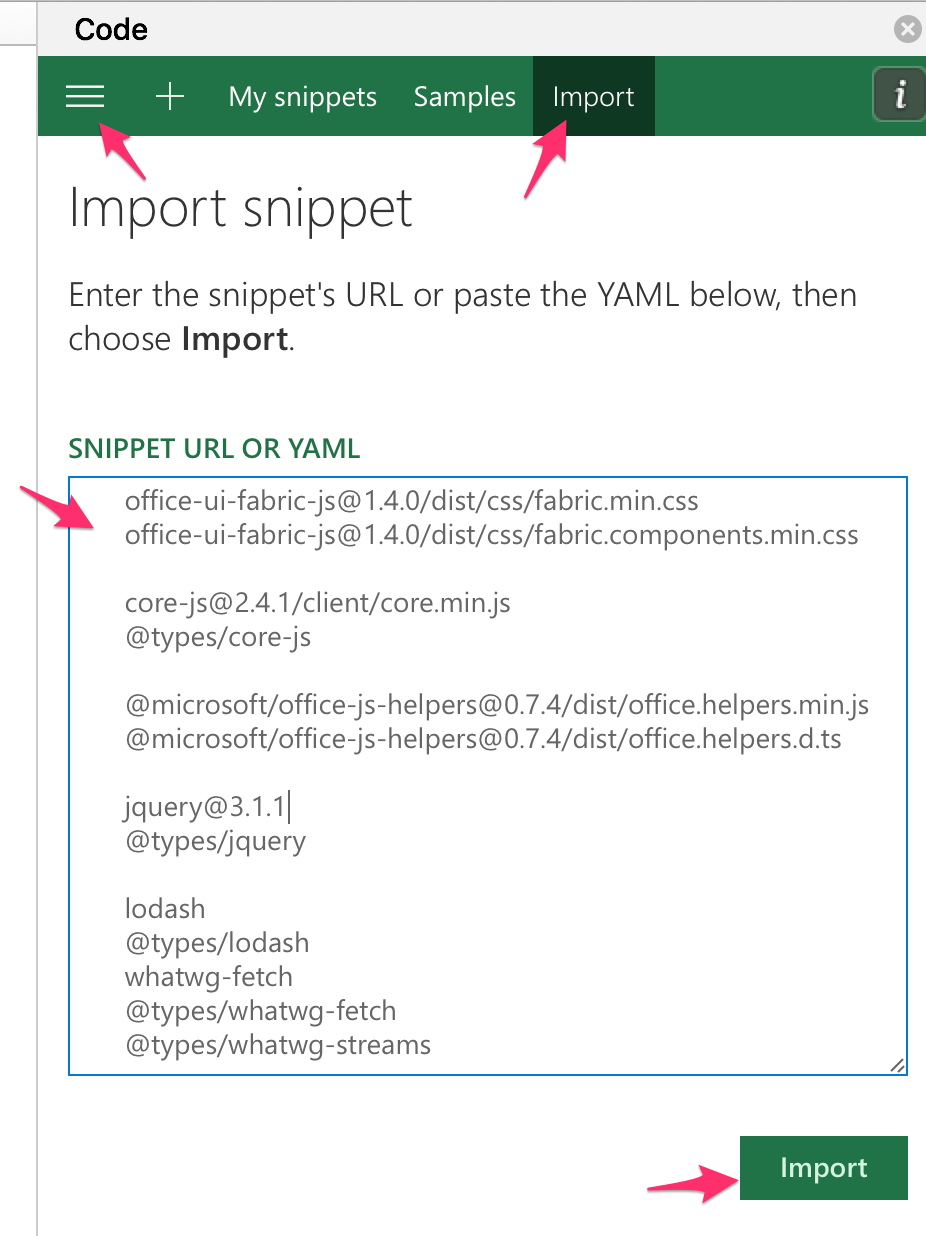 Code
My snippets Samples Import i
Import snippet
Enter the snippet's URL or paste the YAML below, then
choose Import.
SNIPPET URL OR YAML
office-ui-fabric-js@1.4.0/dist/css/fabric.min.css
office-ui-fabric-js@1.4.0/dist/css/fabric.components.min.css
core-js@2.4.1/client/core.min.js
@types/core-js
@microsoft/office-js-helpers@0.7.4/dist/office.helpers.min.js
@microsoft/office-js-helpers@0.7.4/dist/office.helpers.d.ts
jquery@3.1.1
@types/jquery
lodash
@types/lodash
whatwg-fetch
@types/whatwg-fetch
@types/whatwg-streams
Import